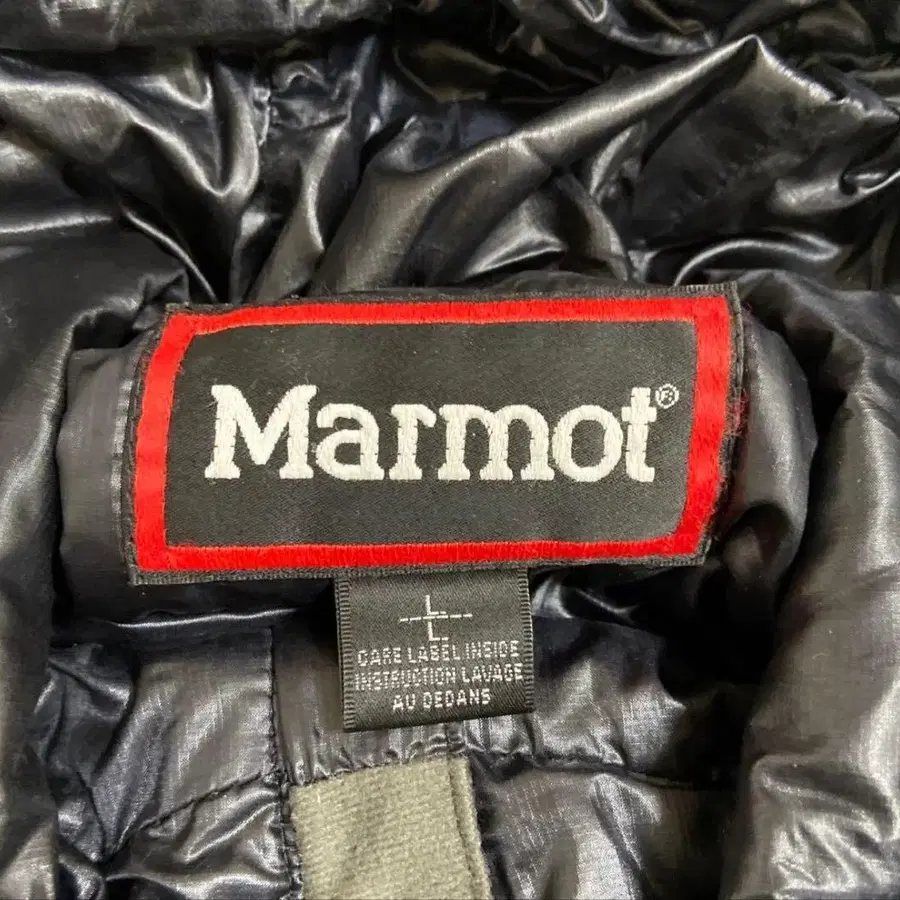 Marmot®
L
L
CARE LABEL INSIDE
INSTRUCTION LAVAGE
AU DEDANS